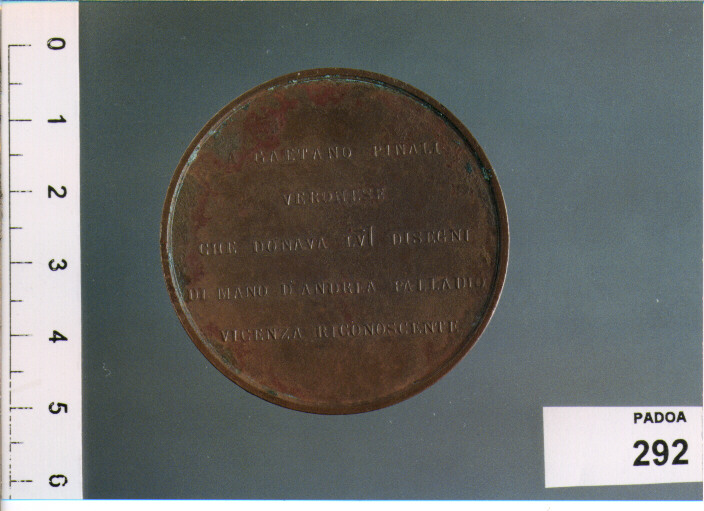 0
1
2
3
4
5
6
GAETANO PINALI
VERONESE
CHE DONAVA LVI DISEGNI
DI MANO D'ANDREA PALLADIO
VICENZA RICONOSCENTE
PADOA
292